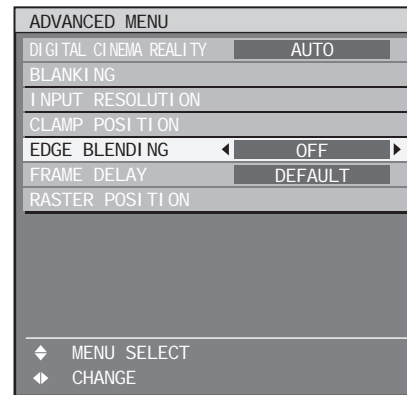 ADVANCED MENU
DIGITAL CINEMA REALITY AUTO
BLANKING
INPUT RESOLUTION
CLAMP POSITION
EDGE BLENDING OFF
FRAME DELAY DEFAULT
RASTER POSITION
MENU SELECT
CHANGE